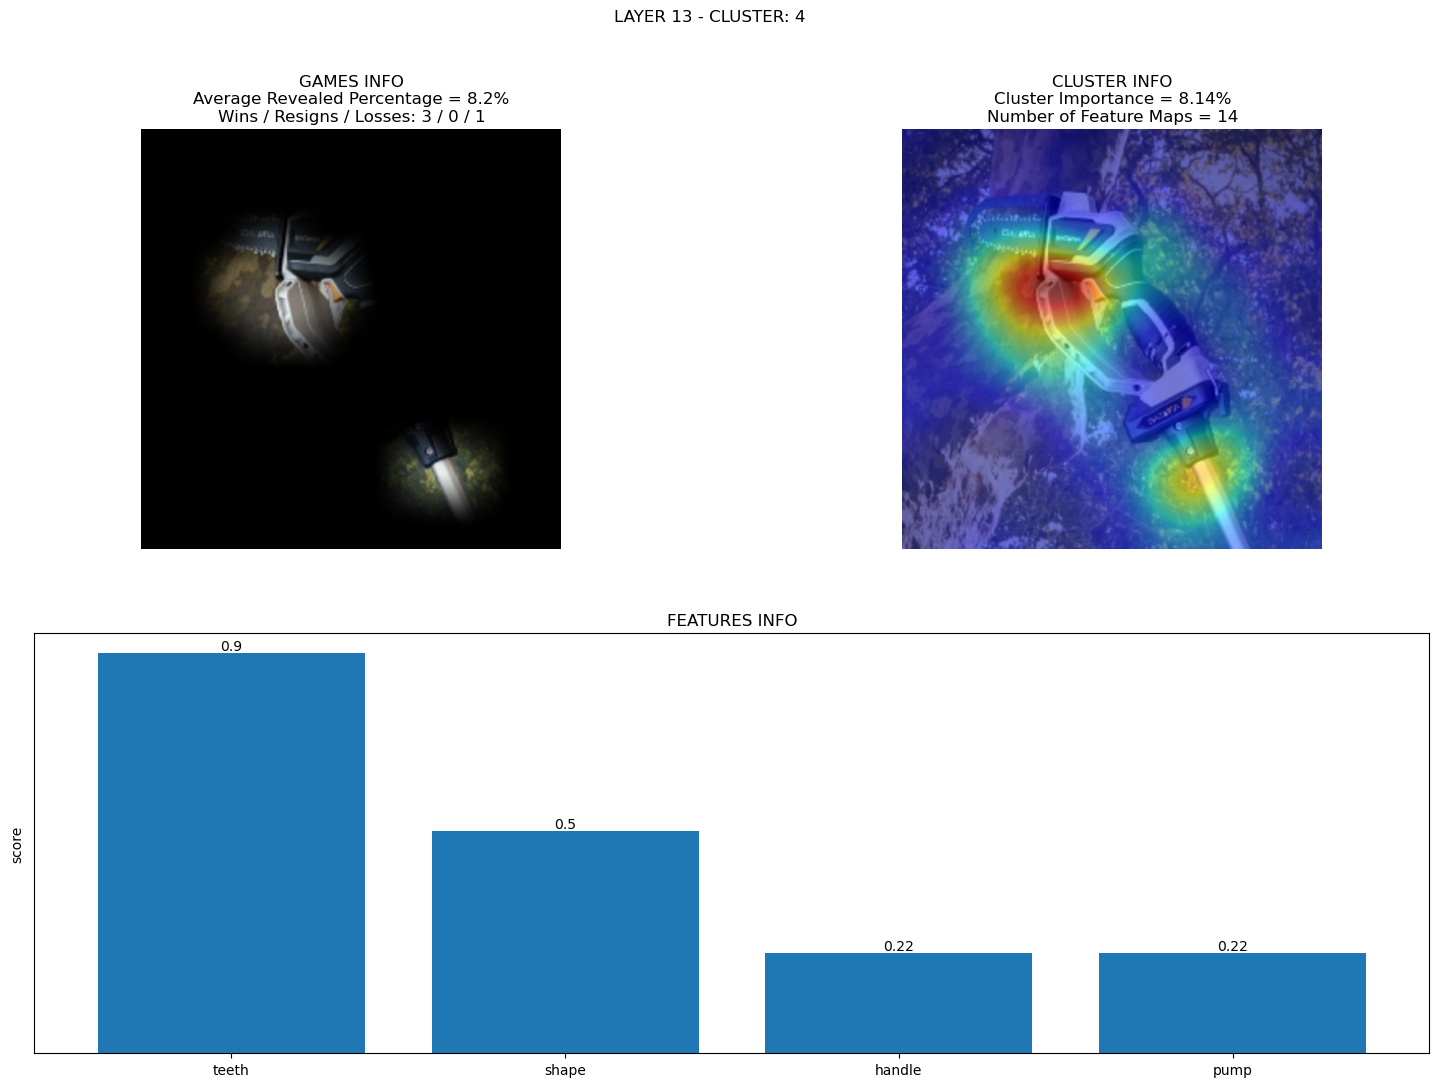 LAYER 13 - CLUSTER: 4
GAMES INFO
Average Revealed Percentage = 8.2%
Wins / Resigns / Losses: 3 / 0 / 1
CLUSTER INFO
Cluster Importance = 8.14%
Number of Feature Maps = 14
FEATURES INFO
score
0.9
0.5
0.22
0.22
teeth
shape
handle
pump